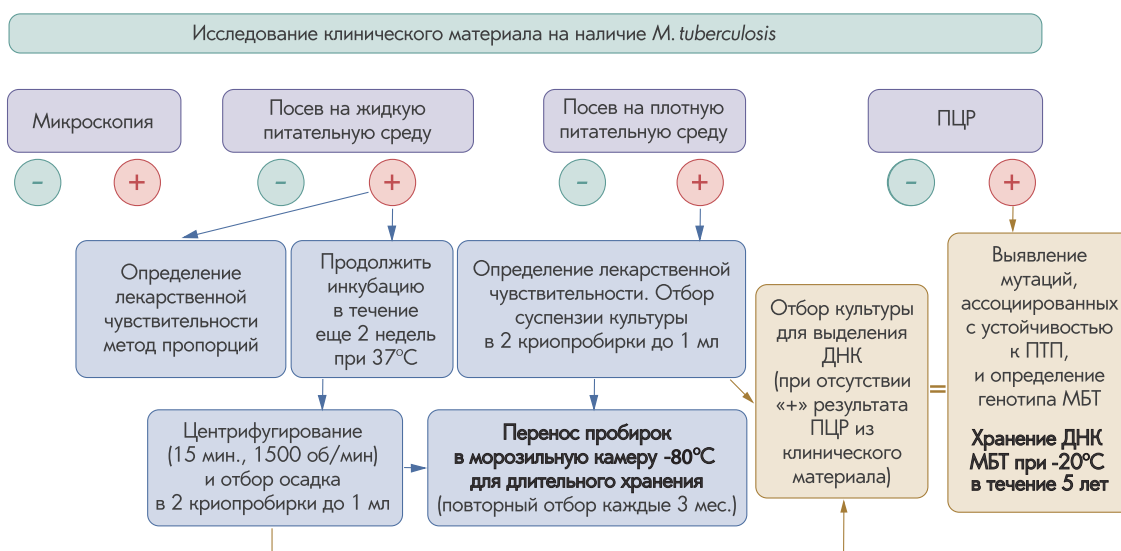 Исследование клинического материала на наличие M. tuberculosis
Микроскопия
Посев на жидкую
питательную среду
Посев на плотную
питательную среду
ПЦР
-
+
-
+
-
+
-
+
Определение
лекарственной
чувствительности
метод пропорций
Продолжить
инкубацию
в течение
еще 2 недель
при 37°С
Определение лекарственной
чувствительности. Отбор
суспензии культуры
в 2 криопробирки до 1 мл
Отбор культуры
для выделения
ДНК
(при отсутствии
«+» результата
ПЦР из
клинического
материала)
=
Выявление
мутаций,
ассоциированных
с устойчивостью
к ПТП,
и определение
генотипа МБТ
Хранение ДНК
МБТ при -20°С
в течение 5 лет
Центрифугирование
(15 мин., 1500 об/мин)
и отбор осадка
в 2 криопробирки до 1 мл
Перенос пробирок
в морозильную камеру -80°С
для длительного хранения
(повторный отбор каждые 3 мес.)